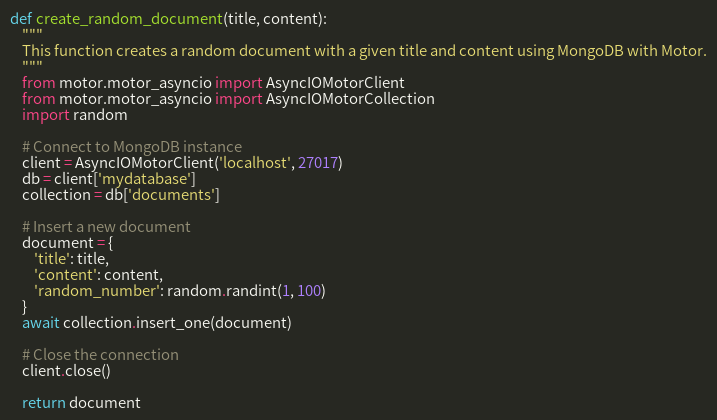 def create_random_document(title, content):
    """
    This function creates a random document with a given title and content using MongoDB with Motor.
    """
    from motor.motor_asyncio import AsyncIOMotorClient
    from motor.motor_asyncio import AsyncIOMotorCollection
    import random

    # Connect to MongoDB instance
    client = AsyncIOMotorClient('localhost', 27017)
    db = client['mydatabase']
    collection = db['documents']

    # Insert a new document
    document = {
        'title': title,
        'content': content,
        'random_number': random.randint(1, 100)
    }
    await collection.insert_one(document)

    # Close the connection
    client.close()

    return document